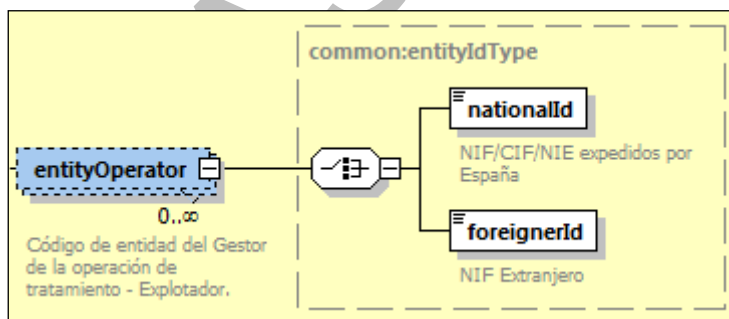 common:entityIdType
nationalId
NIF/CIF/NIE expedidos por
España
entityOperator
0..∞
Código de entidad del Gestor
de la operación de
tratamiento - Explotador.
foreignerId
NIF Extranjero